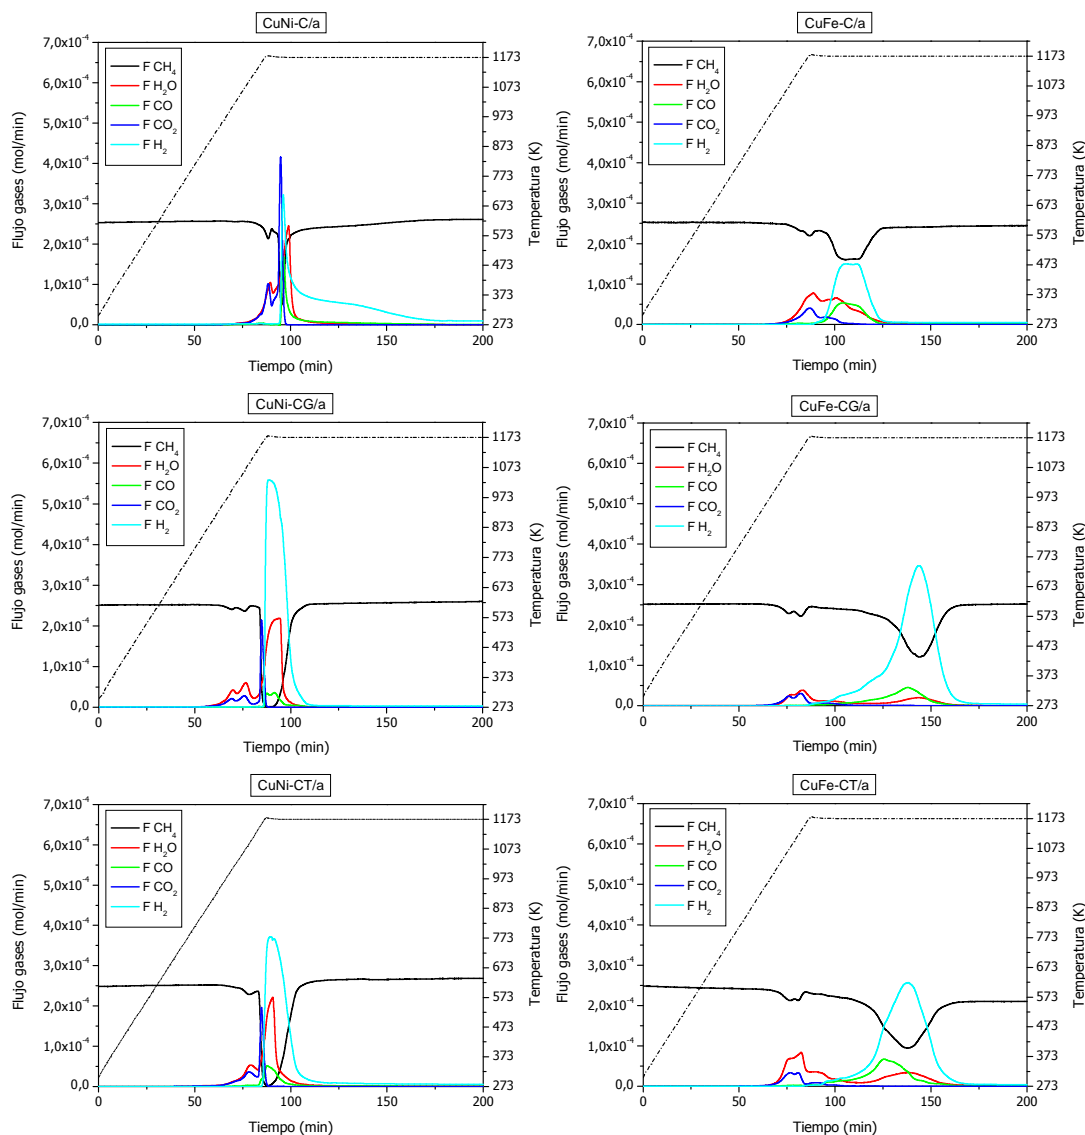 CuNi-C/a
7,0x10-4
6,0x10-4
5,0x10-4
4,0x10-4
3,0x10-4
2,0x10-4
1,0x10-4
0,0
F CH4
F H2O
F CO
F CO2
F H2
1173
1073
973
873
773
673
573
473
373
273
0 50 100 150 200
Flujo gases (mol/min)
Temperatura (K)
Tiempo (min)
CuFe-C/a
7,0x10-4
6,0x10-4
5,0x10-4
4,0x10-4
3,0x10-4
2,0x10-4
1,0x10-4
0,0
F CH4
F H2O
F CO
F CO2
F H2
1173
1073
973
873
773
673
573
473
373
273
0 50 100 150 200
Flujo gases (mol/min)
Temperatura (K)
Tiempo (min)
CuNi-CG/a
7,0x10-4
6,0x10-4
5,0x10-4
4,0x10-4
3,0x10-4
2,0x10-4
1,0x10-4
0,0
F CH4
F H2O
F CO
F CO2
F H2
1173
1073
973
873
773
673
573
473
373
273
0 50 100 150 200
Flujo gases (mol/min)
Temperatura (K)
Tiempo (min)
CuFe-CG/a
7,0x10-4
6,0x10-4
5,0x10-4
4,0x10-4
3,0x10-4
2,0x10-4
1,0x10-4
0,0
F CH4
F H2O
F CO
F CO2
F H2
1173
1073
973
873
773
673
573
473
373
273
0 50 100 150 200
Flujo gases (mol/min)
Temperatura (K)
Tiempo (min)
CuNi-CT/a
7,0x10-4
6,0x10-4
5,0x10-4
4,0x10-4
3,0x10-4
2,0x10-4
1,0x10-4
0,0
F CH4
F H2O
F CO
F CO2
F H2
1173
1073
973
873
773
673
573
473
373
273
0 50 100 150 200
Flujo gases (mol/min)
Temperatura (K)
Tiempo (min)
CuFe-CT/a
7,0x10-4
6,0x10-4
5,0x10-4
4,0x10-4
3,0x10-4
2,0x10-4
1,0x10-4
0,0
F CH4
F H2O
F CO
F CO2
F H2
1173
1073
973
873
773
673
573
473
373
273
0 50 100 150 200
Flujo gases (mol/min)
Temperatura (K)
Tiempo (min)